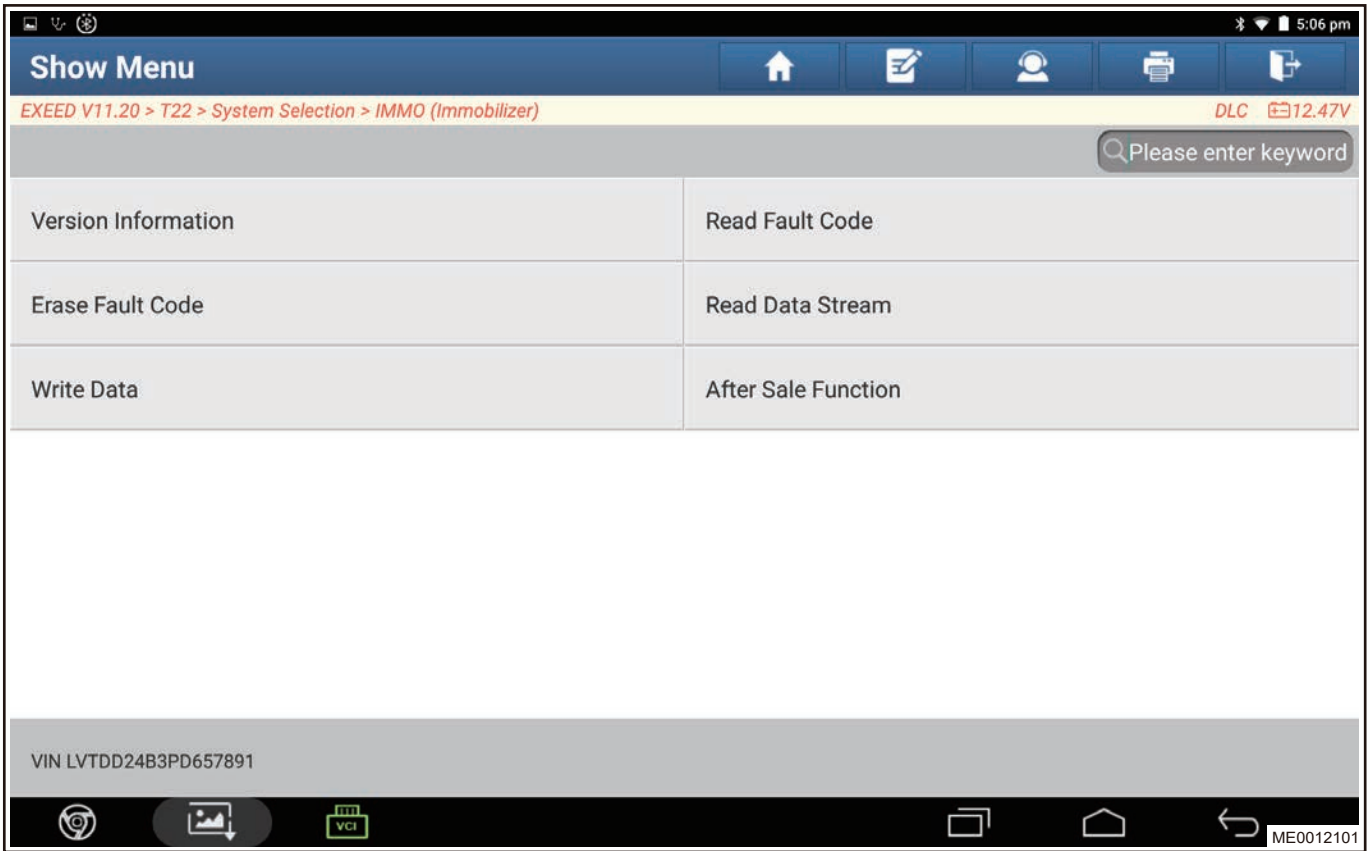 5:06 pm
Show Menu
EXEED V11.20 > T22 > System Selection > IMMO (Immobilizer)
DLC 12.47V
Please enter keyword
Version Information
Read Fault Code
Erase Fault Code
Read Data Stream
Write Data
After Sale Function
VIN LVTDD24B3PD657891
VCI
ME0012101